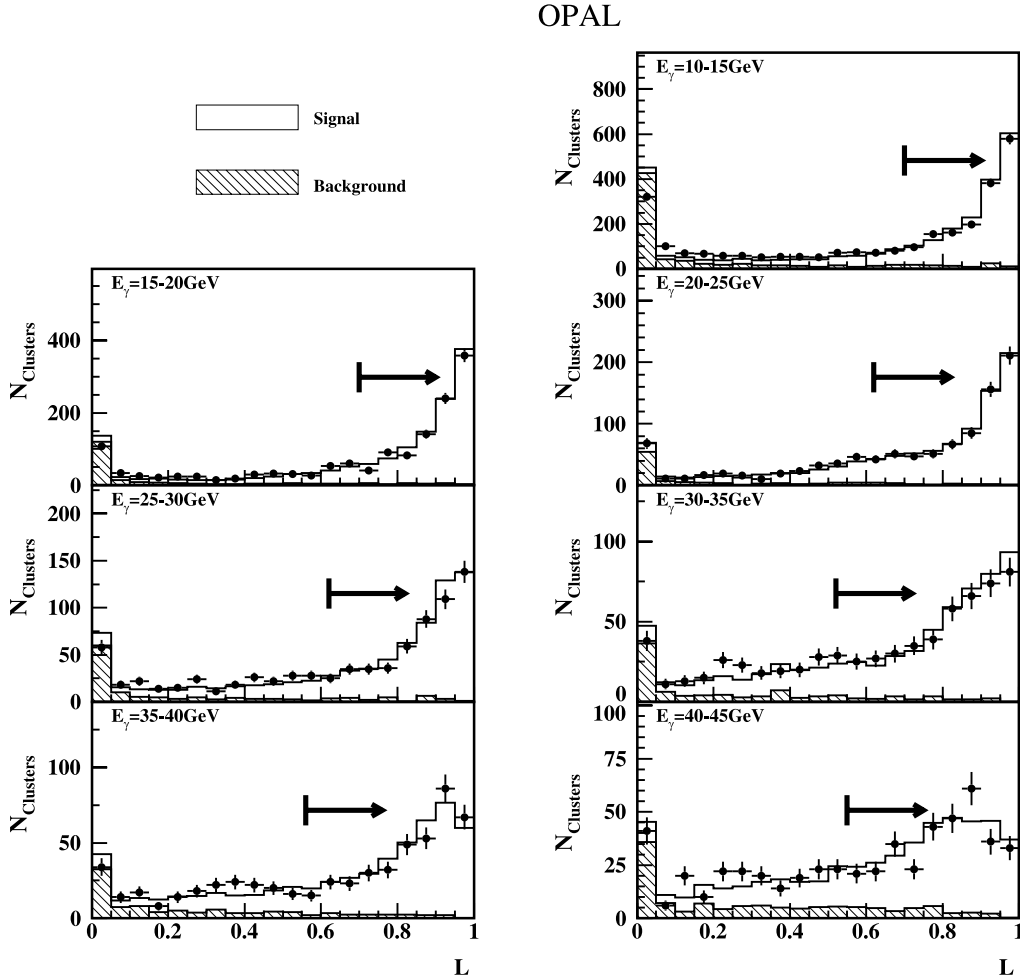 OPAL
Signal
Background
E_γ=10-15GeV
N_Clusters
800
600
400
200
0
E_γ=15-20GeV
N_Clusters
400
200
0
E_γ=20-25GeV
N_Clusters
300
200
100
0
E_γ=25-30GeV
N_Clusters
200
150
100
50
0
E_γ=30-35GeV
N_Clusters
100
50
0
E_γ=35-40GeV
N_Clusters
100
50
0
0 0.2 0.4 0.6 0.8 1
L
E_γ=40-45GeV
N_Clusters
100
75
50
25
0
0 0.2 0.4 0.6 0.8 1
L